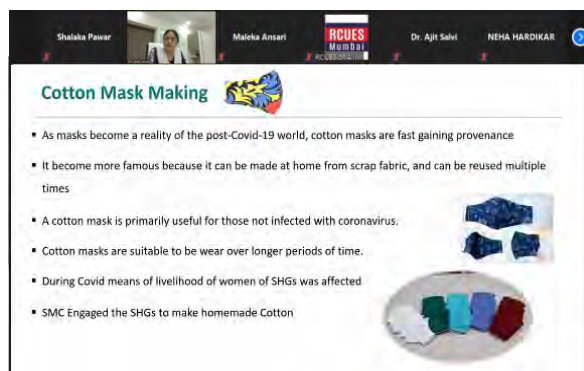 Shalaka Pawar
Maleka Ansari
RCUES
Mumbai
Dr. Ajit Salvi
NEHA HARDIKAR
Cotton Mask Making
▪ As masks become a reality of the post-Covid-19 world, cotton masks are fast gaining provenance
▪ It become more famous because it can be made at home from scrap fabric, and can be reused multiple
times
▪ A cotton mask is primarily useful for those not infected with coronavirus.
▪ Cotton masks are suitable to be wear over longer periods of time.
▪ During Covid means of livelihood of women of SHGs was affected
▪ SMC Engaged the SHGs to make homemade Cotton